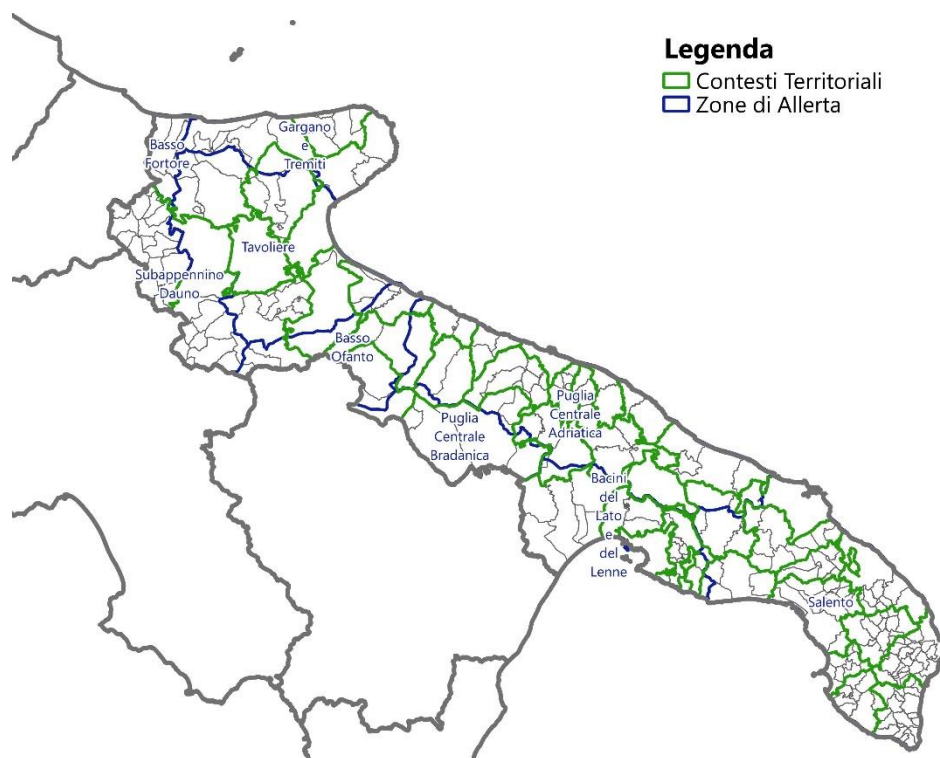 Legenda
Contesti Territoriali
Zone di Allerta
Gargano
e
Tremiti
Basso
Fortore
Tavoliere
Subappennino
Dauno
Basso
Ofanto
Puglia
Centrale
Adriatica
Puglia
Centrale
Bradanica
Bacini
del
Lato
e
del
Lenne
Salento